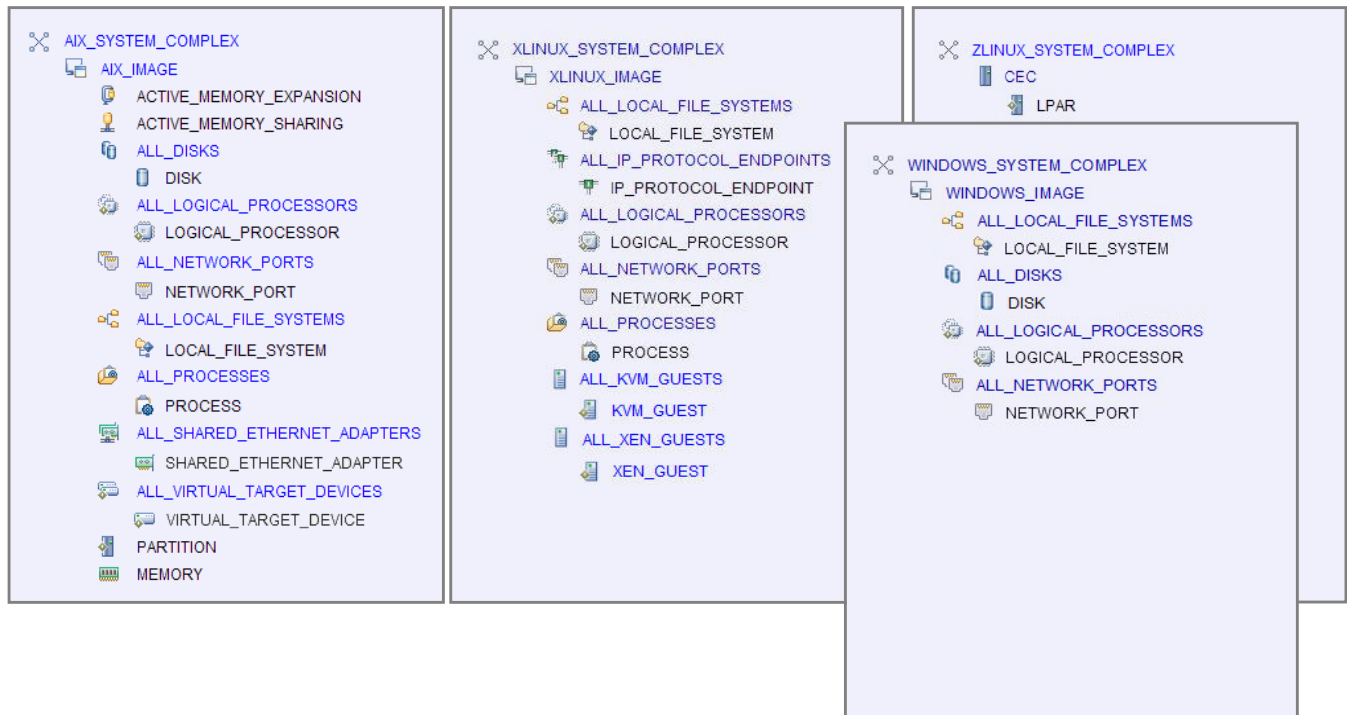 AIX_SYSTEM_COMPLEX
AIX_IMAGE
ACTIVE_MEMORY_EXPANSION
ACTIVE_MEMORY_SHARING
ALL_DISKS
DISK
ALL_LOGICAL_PROCESSORS
LOGICAL_PROCESSOR
ALL_NETWORK_PORTS
NETWORK_PORT
ALL_LOCAL_FILE_SYSTEMS
LOCAL_FILE_SYSTEM
ALL_PROCESSES
PROCESS
ALL_SHARED_ETHERNET_ADAPTERS
SHARED_ETHERNET_ADAPTER
ALL_VIRTUAL_TARGET_DEVICES
VIRTUAL_TARGET_DEVICE
PARTITION
MEMORY
XLINUX_SYSTEM_COMPLEX
XLINUX_IMAGE
ALL_LOCAL_FILE_SYSTEMS
LOCAL_FILE_SYSTEM
ALL_IP_PROTOCOL_ENDPOINTS
IP_PROTOCOL_ENDPOINT
ALL_LOGICAL_PROCESSORS
LOGICAL_PROCESSOR
ALL_NETWORK_PORTS
NETWORK_PORT
ALL_PROCESSES
PROCESS
ALL_KVM_GUESTS
KVM_GUEST
ALL_XEN_GUESTS
XEN_GUEST
ZLINUX_SYSTEM_COMPLEX
CEC
LPAR
WINDOWS_SYSTEM_COMPLEX
WINDOWS_IMAGE
ALL_LOCAL_FILE_SYSTEMS
LOCAL_FILE_SYSTEM
ALL_DISKS
DISK
ALL_LOGICAL_PROCESSORS
LOGICAL_PROCESSOR
ALL_NETWORK_PORTS
NETWORK_PORT